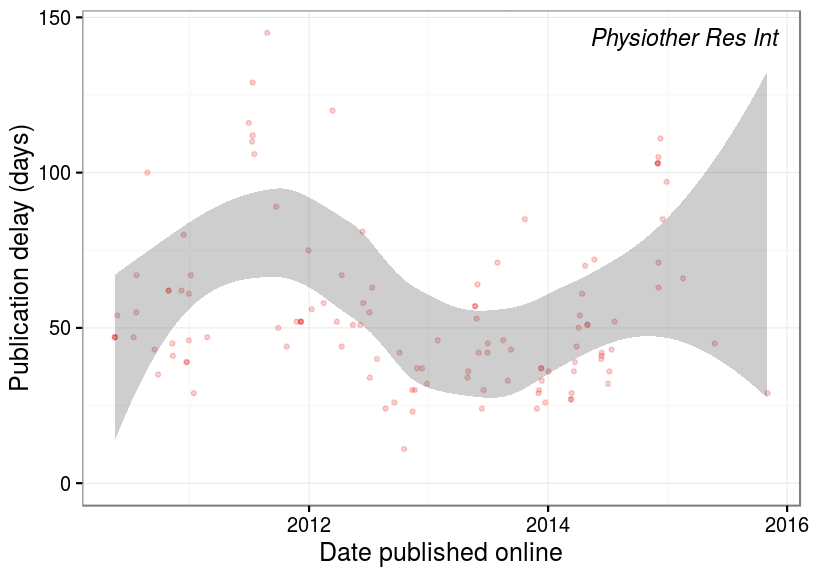 Physiother Res Int
Publication delay (days)
150
100
50
0
2012
2014
2016
Date published online